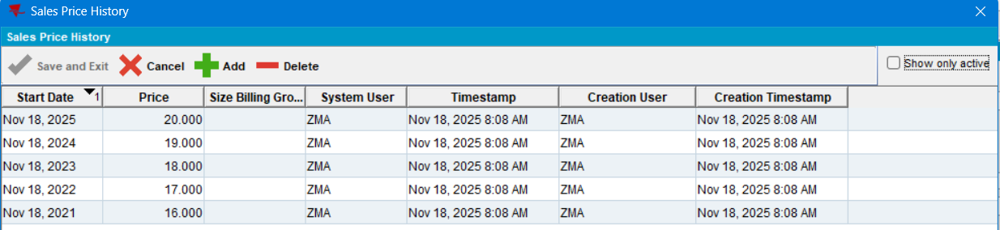 Sales Price History
Sales Price History
Save and Exit Cancel Add Delete Show only active
Start Date 1 Price Size Billing Gro... System User Timestamp Creation User Creation Timestamp
Nov 18, 2025 20.000 ZMA Nov 18, 2025 8:08 AM ZMA Nov 18, 2025 8:08 AM
Nov 18, 2024 19.000 ZMA Nov 18, 2025 8:08 AM ZMA Nov 18, 2025 8:08 AM
Nov 18, 2023 18.000 ZMA Nov 18, 2025 8:08 AM ZMA Nov 18, 2025 8:08 AM
Nov 18, 2022 17.000 ZMA Nov 18, 2025 8:08 AM ZMA Nov 18, 2025 8:08 AM
Nov 18, 2021 16.000 ZMA Nov 18, 2025 8:08 AM ZMA Nov 18, 2025 8:08 AM